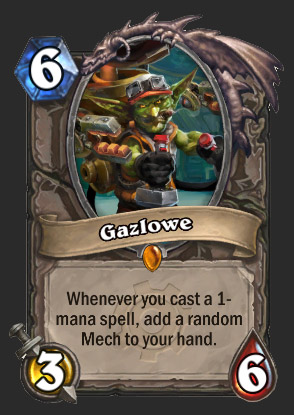 6
Gazlowe
Whenever you cast a 1-
mana spell, add a random
Mech to your hand.
3
6